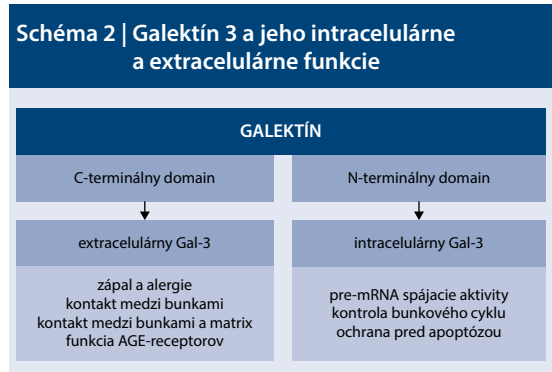 Schéma 2 | Galektín 3 a jeho intracelulárne
a extracelulárne funkcie
GALEKTÍN
C-terminálny domain
N-terminálny domain
extracelulárny Gal-3
intracelulárny Gal-3
zápal a alergie
kontakt medzi bunkami
kontakt medzi bunkami a matrix
funkcia AGE-receptorov
pre-mRNA spájacie aktivity
kontrola bunkového cyklu
ochrana pred apoptózou